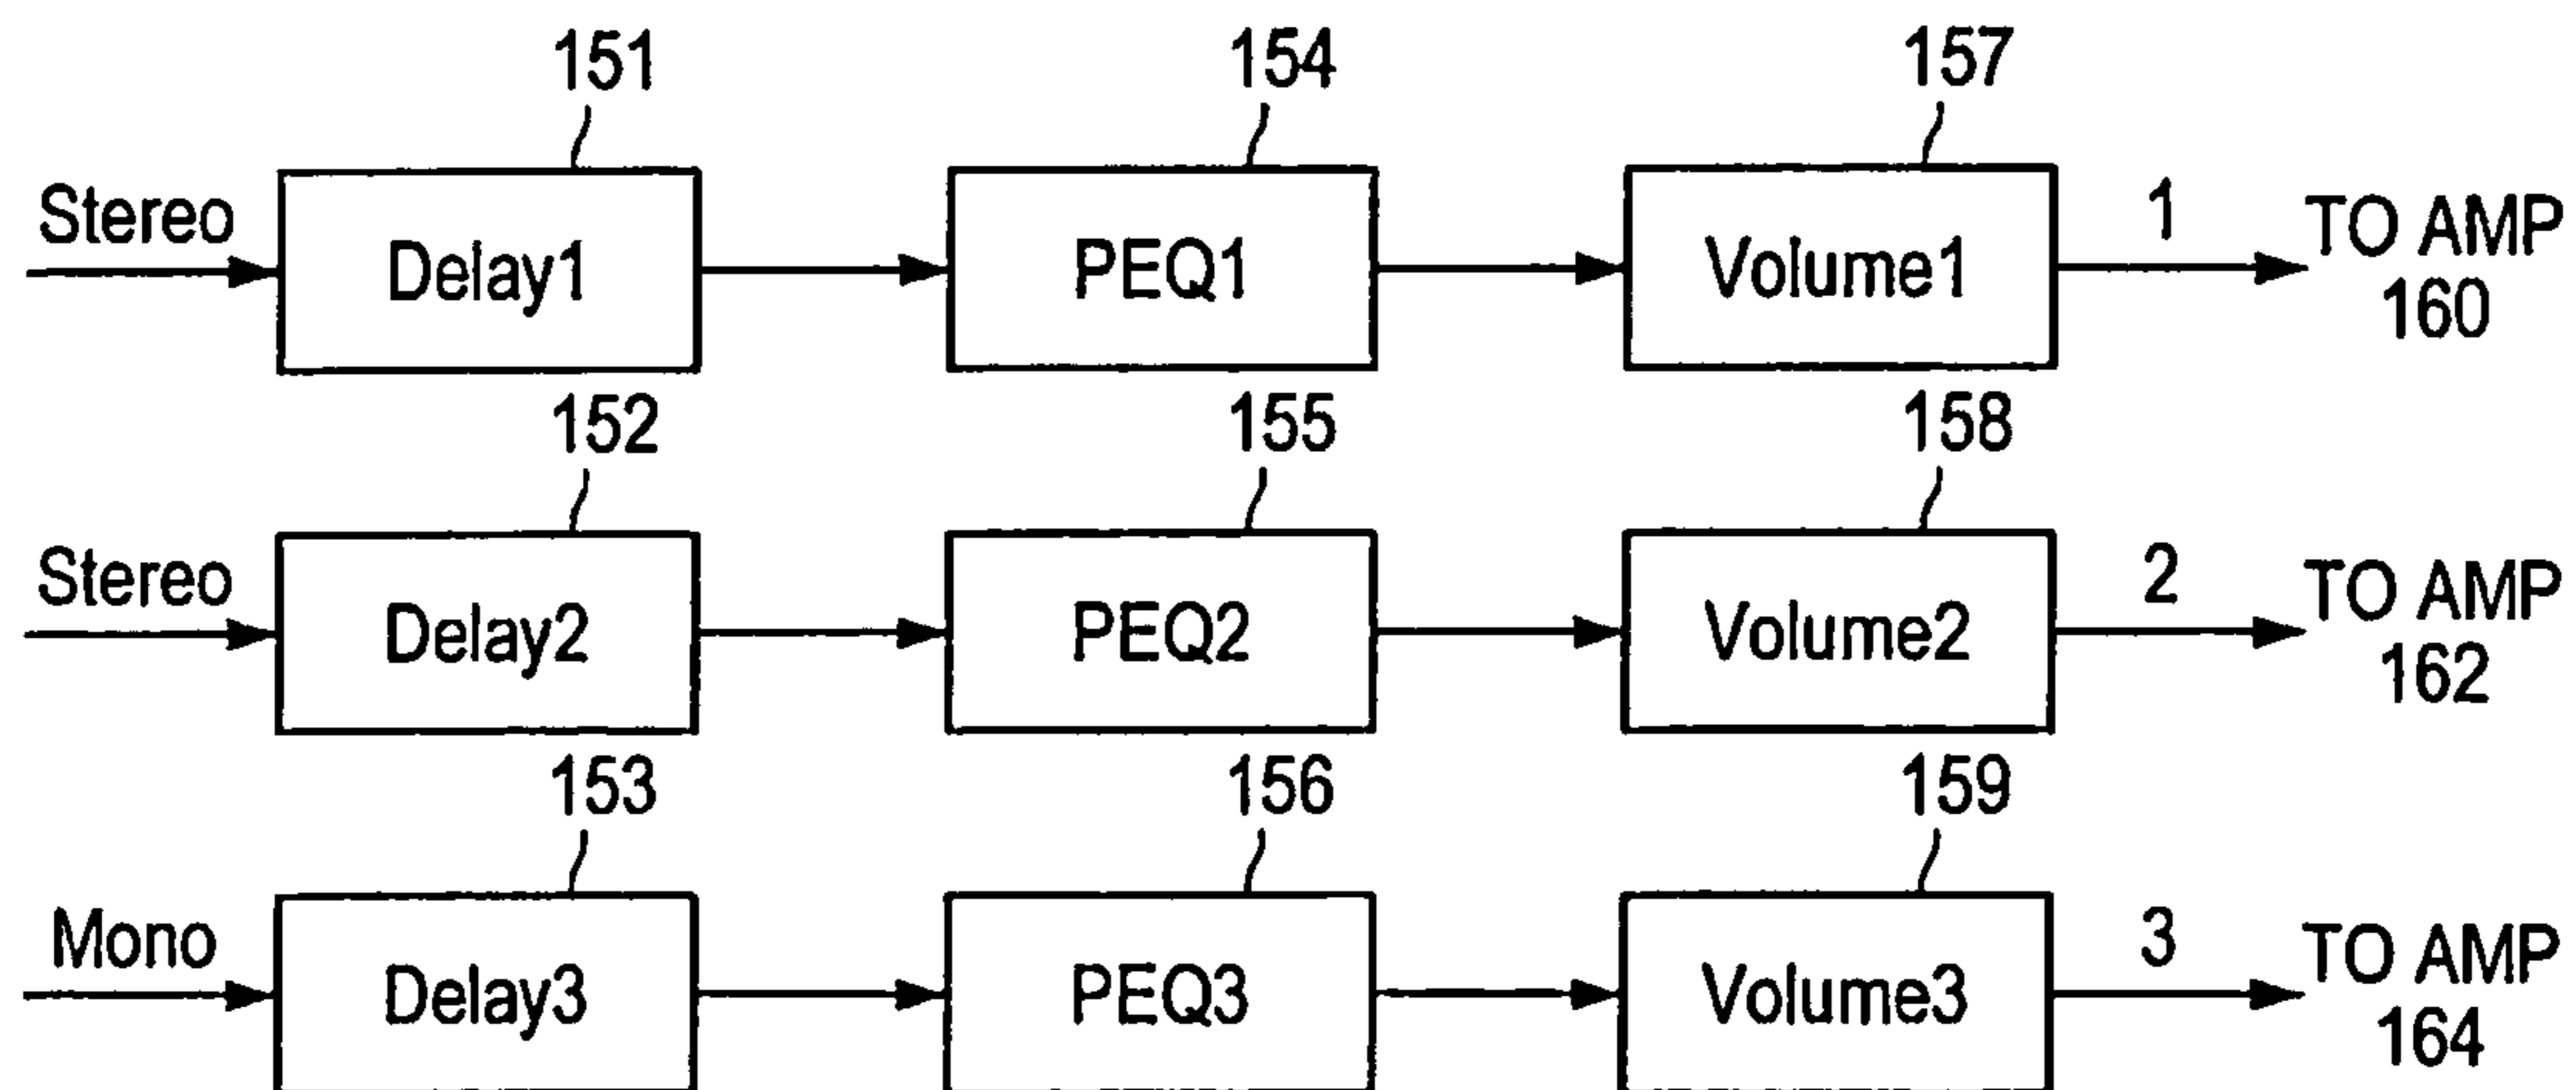 151 154 157
Stereo Delay1 PEQ1 Volume1 1 TO AMP
160
152 155 158
Stereo Delay2 PEQ2 Volume2 2 TO AMP
162
153 156 159
Mono Delay3 PEQ3 Volume3 3 TO AMP
164